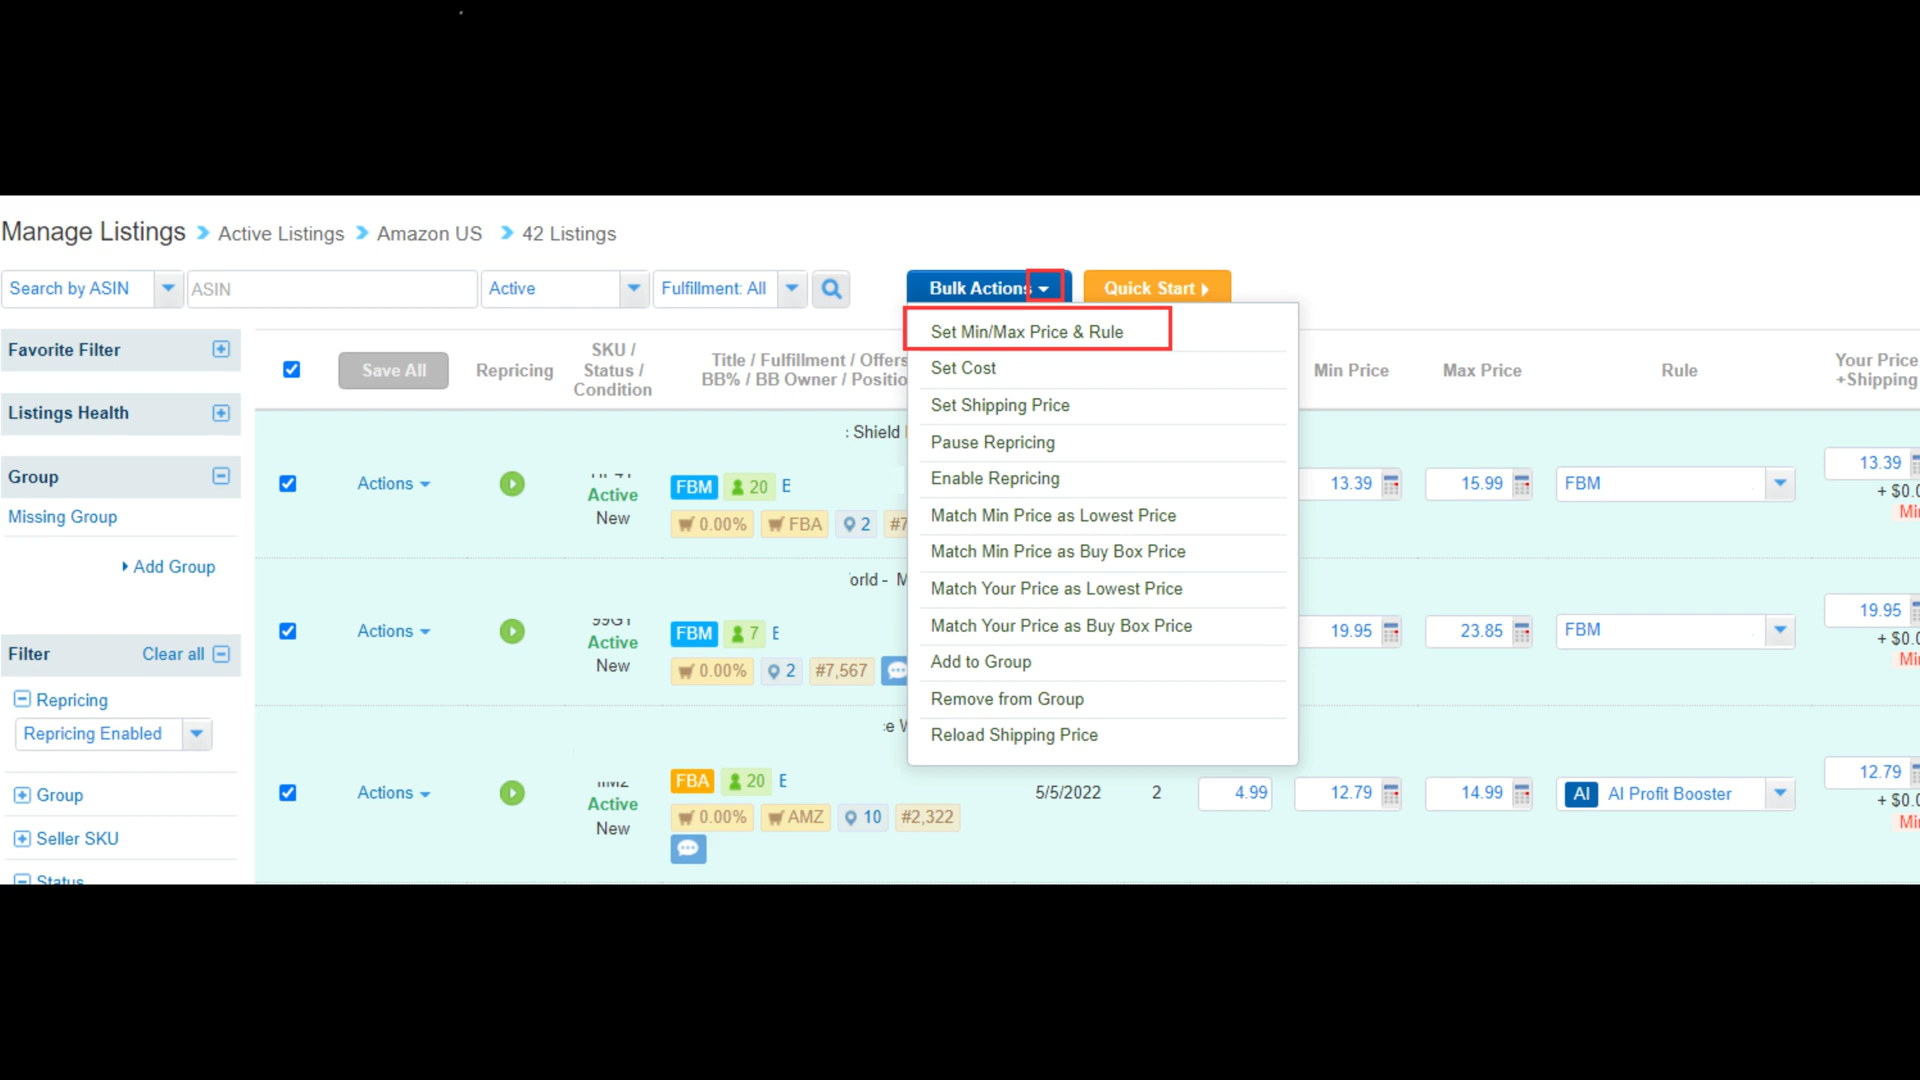 Manage Listings Active Listings Amazon US 42 Listings
Search by ASIN ASIN Active Fulfillment: All Bulk Actions Quick Start
Set Min/Max Price & Rule
Set Cost
Set Shipping Price
Pause Repricing
Enable Repricing
Match Min Price as Lowest Price
Match Min Price as Buy Box Price
Match Your Price as Lowest Price
Match Your Price as Buy Box Price
Add to Group
Remove from Group
Reload Shipping Price
Favorite Filter
Listings Health
Group
Missing Group
Add Group
Filter Clear all
Repricing
Repricing Enabled
Group
Seller SKU
Status
Save All Repricing
SKU /
Status /
Condition
Title / Fulfillment / Offers
BB% / BB Owner / Positio
Min Price Max Price Rule
Your Price
+Shipping
: Shield
Actions
Active
New
FBM 20 E
0.00% FBA 2 #7
13.39 15.99 FBM 13.39
+ $0.0
Mi
orld - M
Actions
Active
New
FBM 7 E
0.00% 2 #7,567
19.95 23.85 FBM 19.95
+ $0.0
Mi
Actions
Active
New
FBA 20 E
0.00% AMZ 10 #2,322
5/5/2022 2 4.99 12.79 14.99 AI AI Profit Booster 12.79
+ $0.0
Mi